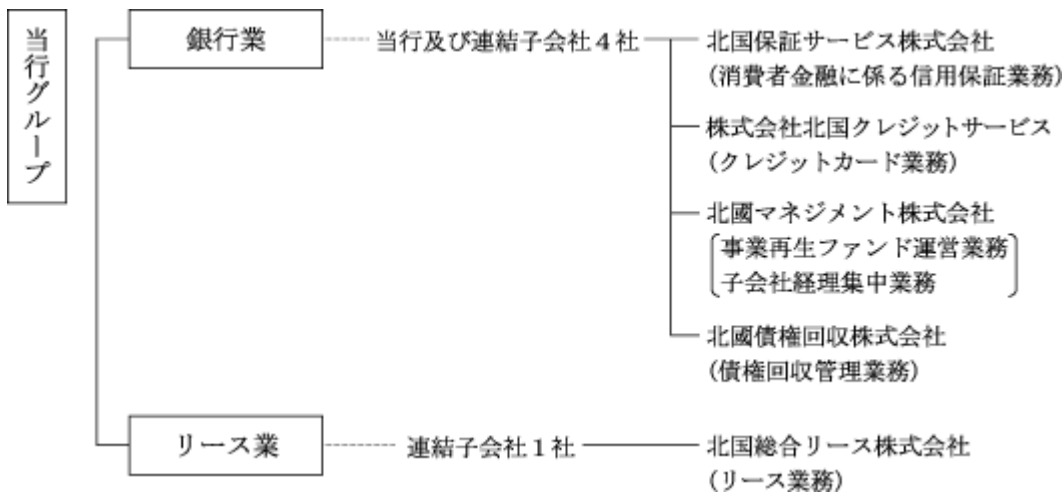 当行グループ
銀行業
当行及び連結子会社4社
北国保証サービス株式会社
(消費者金融に係る信用保証業務)
株式会社北国クレジットサービス
(クレジットカード業務)
北國マネジメント株式会社
事業再生ファンド運営業務
子会社経理集中業務
北國債権回収株式会社
(債権回収管理業務)
リース業
連結子会社1社
北国総合リース株式会社
(リース業務)